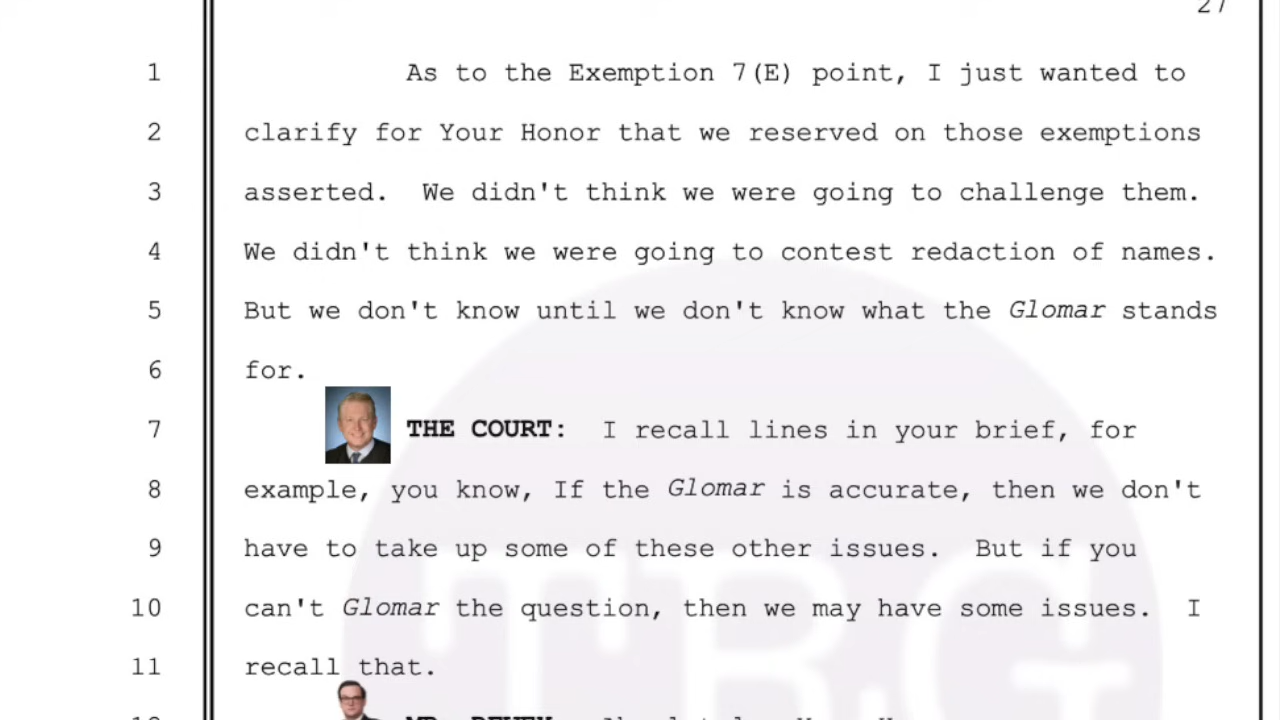 27
1 As to the Exemption 7(E) point, I just wanted to
2 clarify for Your Honor that we reserved on those exemptions
3 asserted. We didn't think we were going to challenge them.
4 We didn't think we were going to contest redaction of names.
5 But we don't know until we don't know what the Glomar stands
6 for.
7 THE COURT: I recall lines in your brief, for
8 example, you know, If the Glomar is accurate, then we don't
9 have to take up some of these other issues. But if you
10 can't Glomar the question, then we may have some issues. I
11 recall that.
TBG